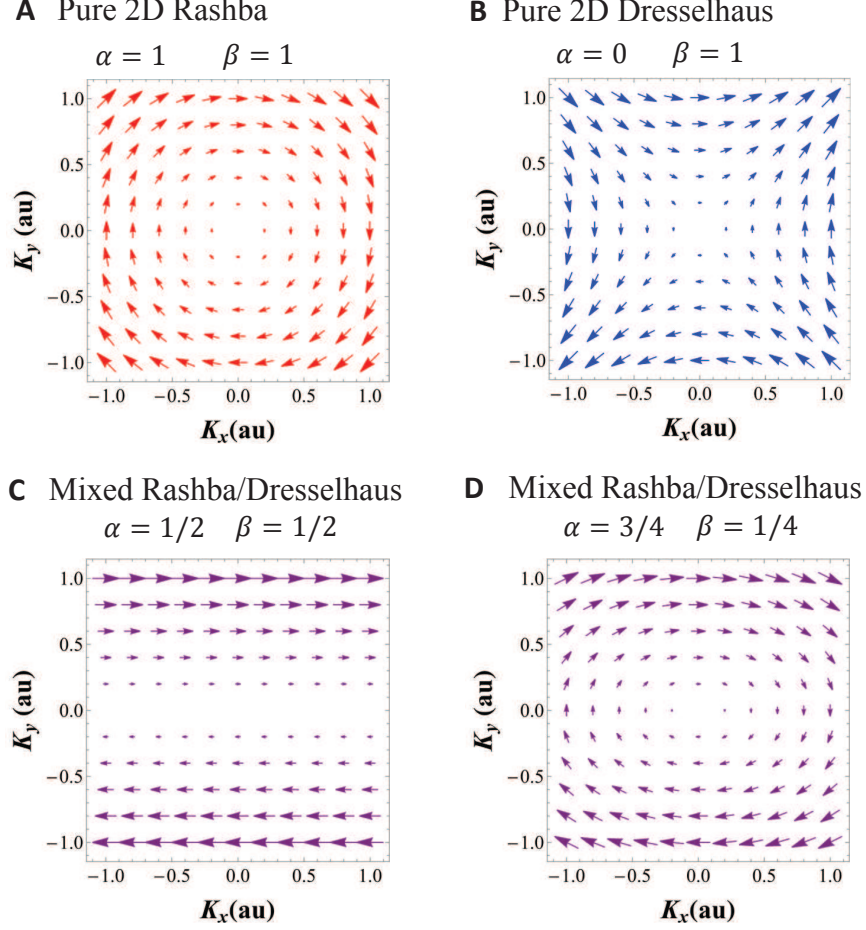 A Pure 2D Rashba
α = 1 β = 1
1.0
0.5
0.0
−0.5
−1.0
K_y (au)
−1.0 −0.5 0.0 0.5 1.0
K_x(au)
B Pure 2D Dresselhaus
α = 0 β = 1
1.0
0.5
0.0
−0.5
−1.0
K_y (au)
−1.0 −0.5 0.0 0.5 1.0
K_x(au)
C Mixed Rashba/Dresselhaus
α = 1/2 β = 1/2
1.0
0.5
0.0
−0.5
−1.0
K_y (au)
−1.0 −0.5 0.0 0.5 1.0
K_x(au)
D Mixed Rashba/Dresselhaus
α = 3/4 β = 1/4
1.0
0.5
0.0
−0.5
−1.0
K_y (au)
−1.0 −0.5 0.0 0.5 1.0
K_x(au)